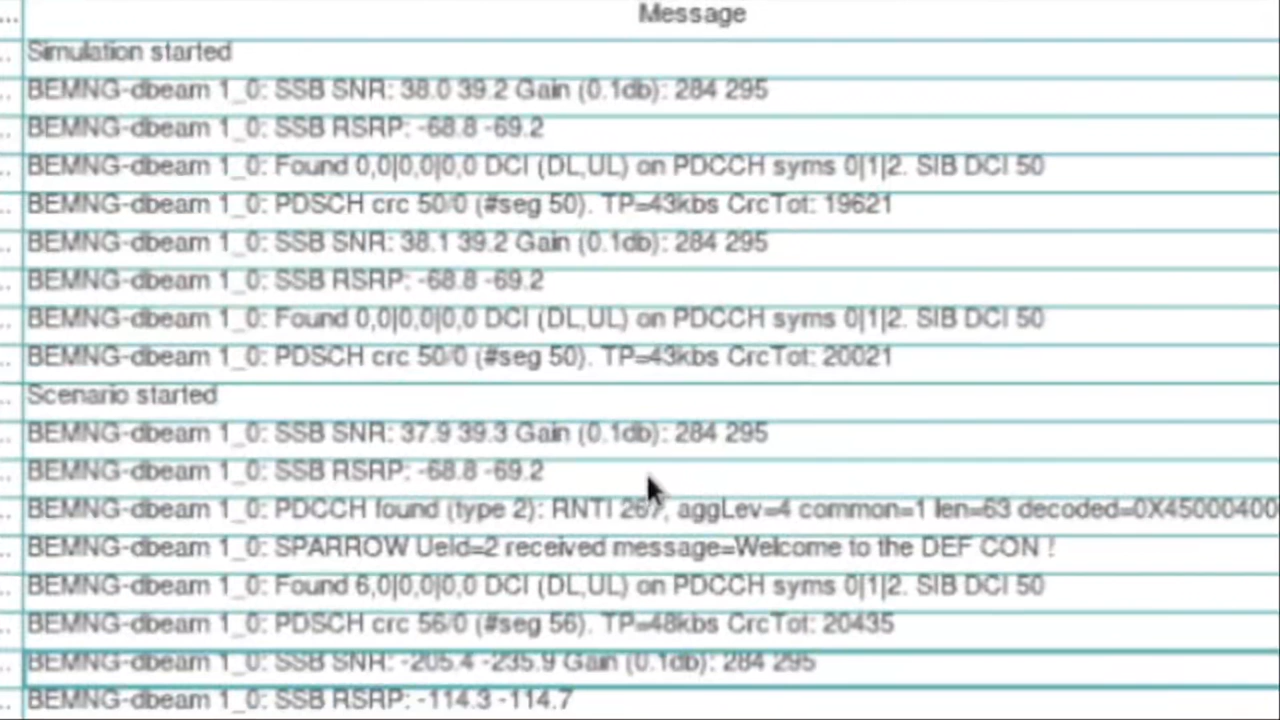 ... Message
.. Simulation started
.. BEMNG-dbeam 1_0: SSB SNR: 38.0 39.2 Gain (0.1db): 284 295
.. BEMNG-dbeam 1_0: SSB RSRP: -68.8 -69.2
.. BEMNG-dbeam 1_0: Found 0,0|0,0|0,0 DCI (DL,UL) on PDCCH syms 0|1|2. SIB DCI 50
.. BEMNG-dbeam 1_0: PDSCH crc 50/0 (#seg 50). TP=43kbs CrcTot: 19621
.. BEMNG-dbeam 1_0: SSB SNR: 38.1 39.2 Gain (0.1db): 284 295
.. BEMNG-dbeam 1_0: SSB RSRP: -68.8 -69.2
.. BEMNG-dbeam 1_0: Found 0,0|0,0|0,0 DCI (DL,UL) on PDCCH syms 0|1|2. SIB DCI 50
.. BEMNG-dbeam 1_0: PDSCH crc 50/0 (#seg 50). TP=43kbs CrcTot: 20021
.. Scenario started
.. BEMNG-dbeam 1_0: SSB SNR: 37.9 39.3 Gain (0.1db): 284 295
.. BEMNG-dbeam 1_0: SSB RSRP: -68.8 -69.2
.. BEMNG-dbeam 1_0: PDCCH found (type 2): RNTI 267, aggLev=4 common=1 len=63 decoded=0X45000400
.. BEMNG-dbeam 1_0: SPARROW UeId=2 received message=Welcome to the DEF CON !
.. BEMNG-dbeam 1_0: Found 6,0|0,0|0,0 DCI (DL,UL) on PDCCH syms 0|1|2. SIB DCI 50
.. BEMNG-dbeam 1_0: PDSCH crc 56/0 (#seg 56). TP=48kbs CrcTot: 20435
.. BEMNG-dbeam 1_0: SSB SNR: -205.4 -235.9 Gain (0.1db): 284 295
.. BEMNG-dbeam 1_0: SSB RSRP: -114.3 -114.7